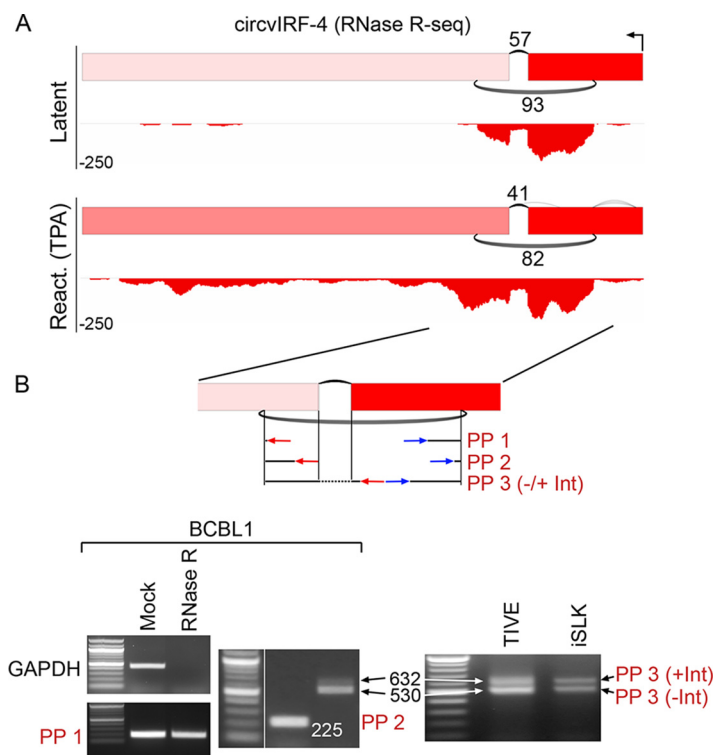 A
circvIRF-4 (RNase R-seq)
57
Latent
93
-250
41
React. (TPA)
82
-250
B
PP 1
PP 2
PP 3 (-/+ Int)
BCBL1
Mock
RNase R
TIVE
iSLK
GAPDH
632
530
PP 3 (+Int)
PP 3 (-Int)
PP 1
225
PP 2